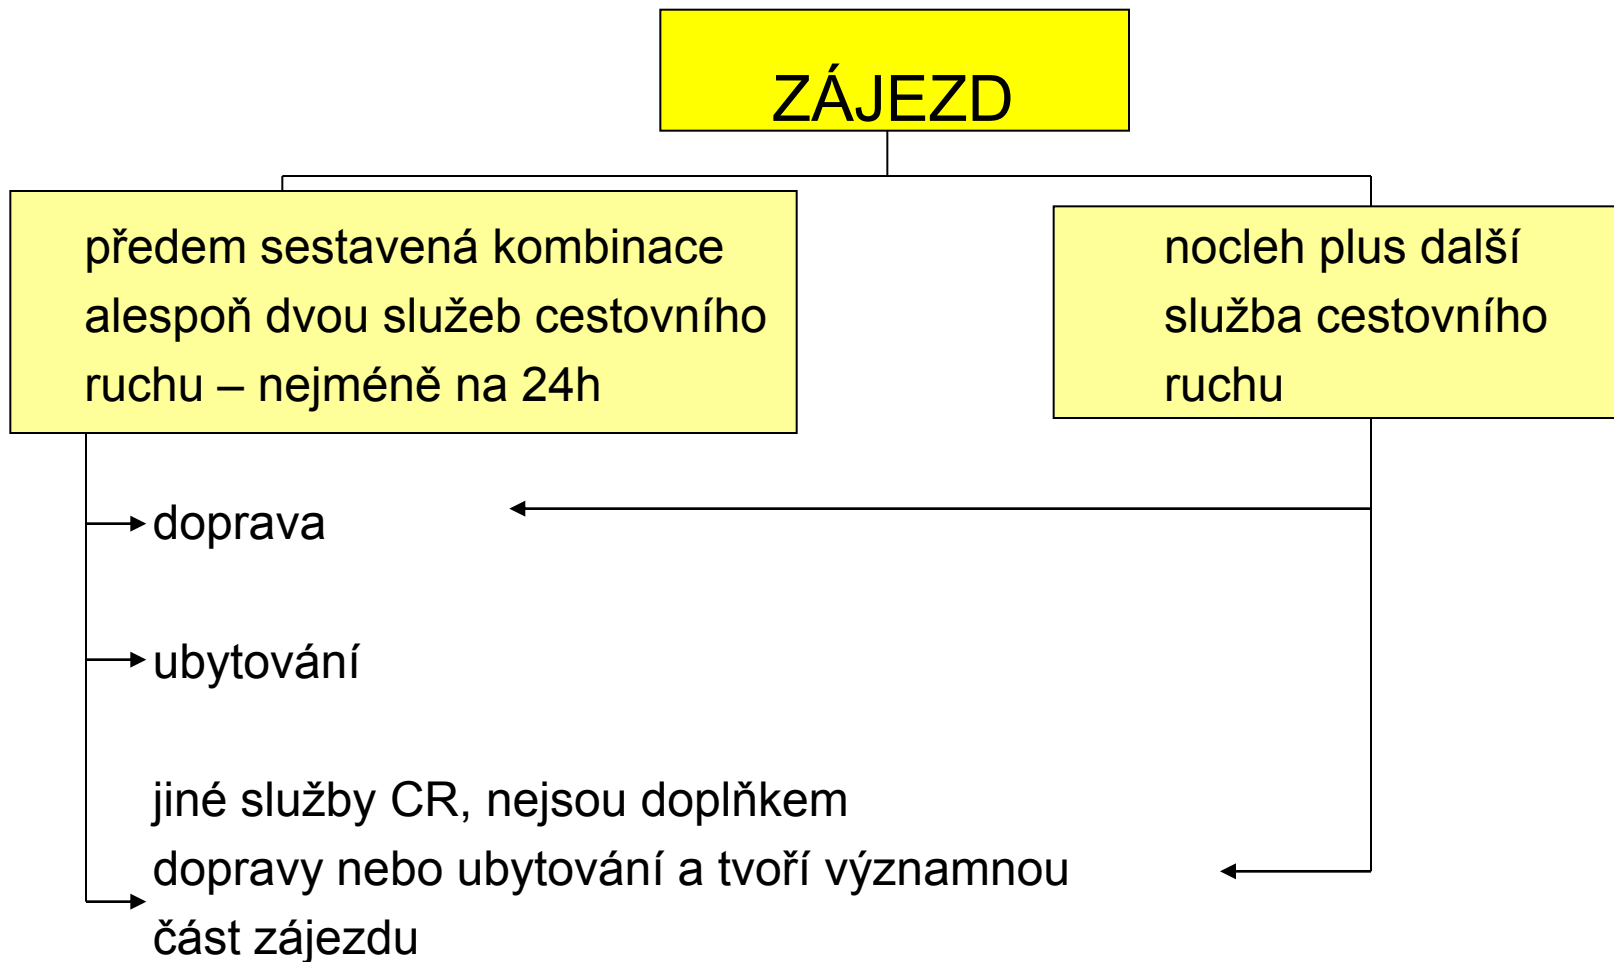 ZÁJEZD
předem sestavená kombinace
alespoň dvou služeb cestovního
ruchu – nejméně na 24h
nocleh plus další
služba cestovního
ruchu
doprava
ubytování
jiné služby CR, nejsou doplňkem
dopravy nebo ubytování a tvoří významnou
část zájezdu